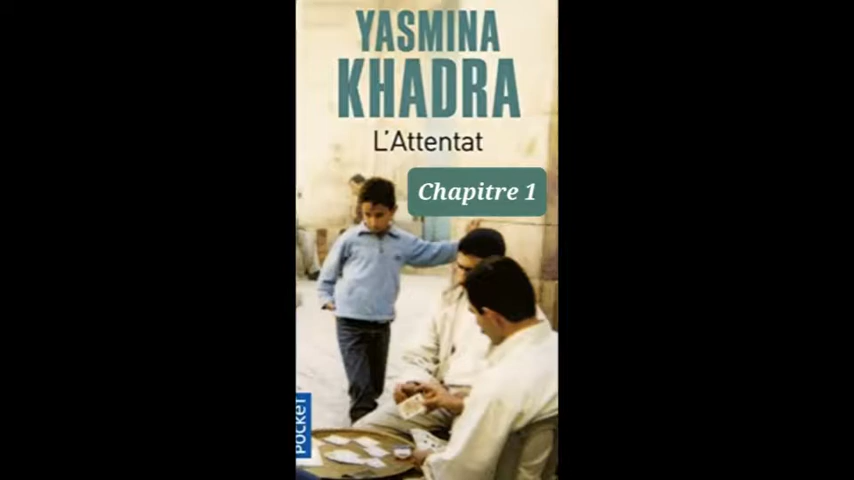 YASMINA
KHADRA
L'Attentat
Chapitre 1
POCKET